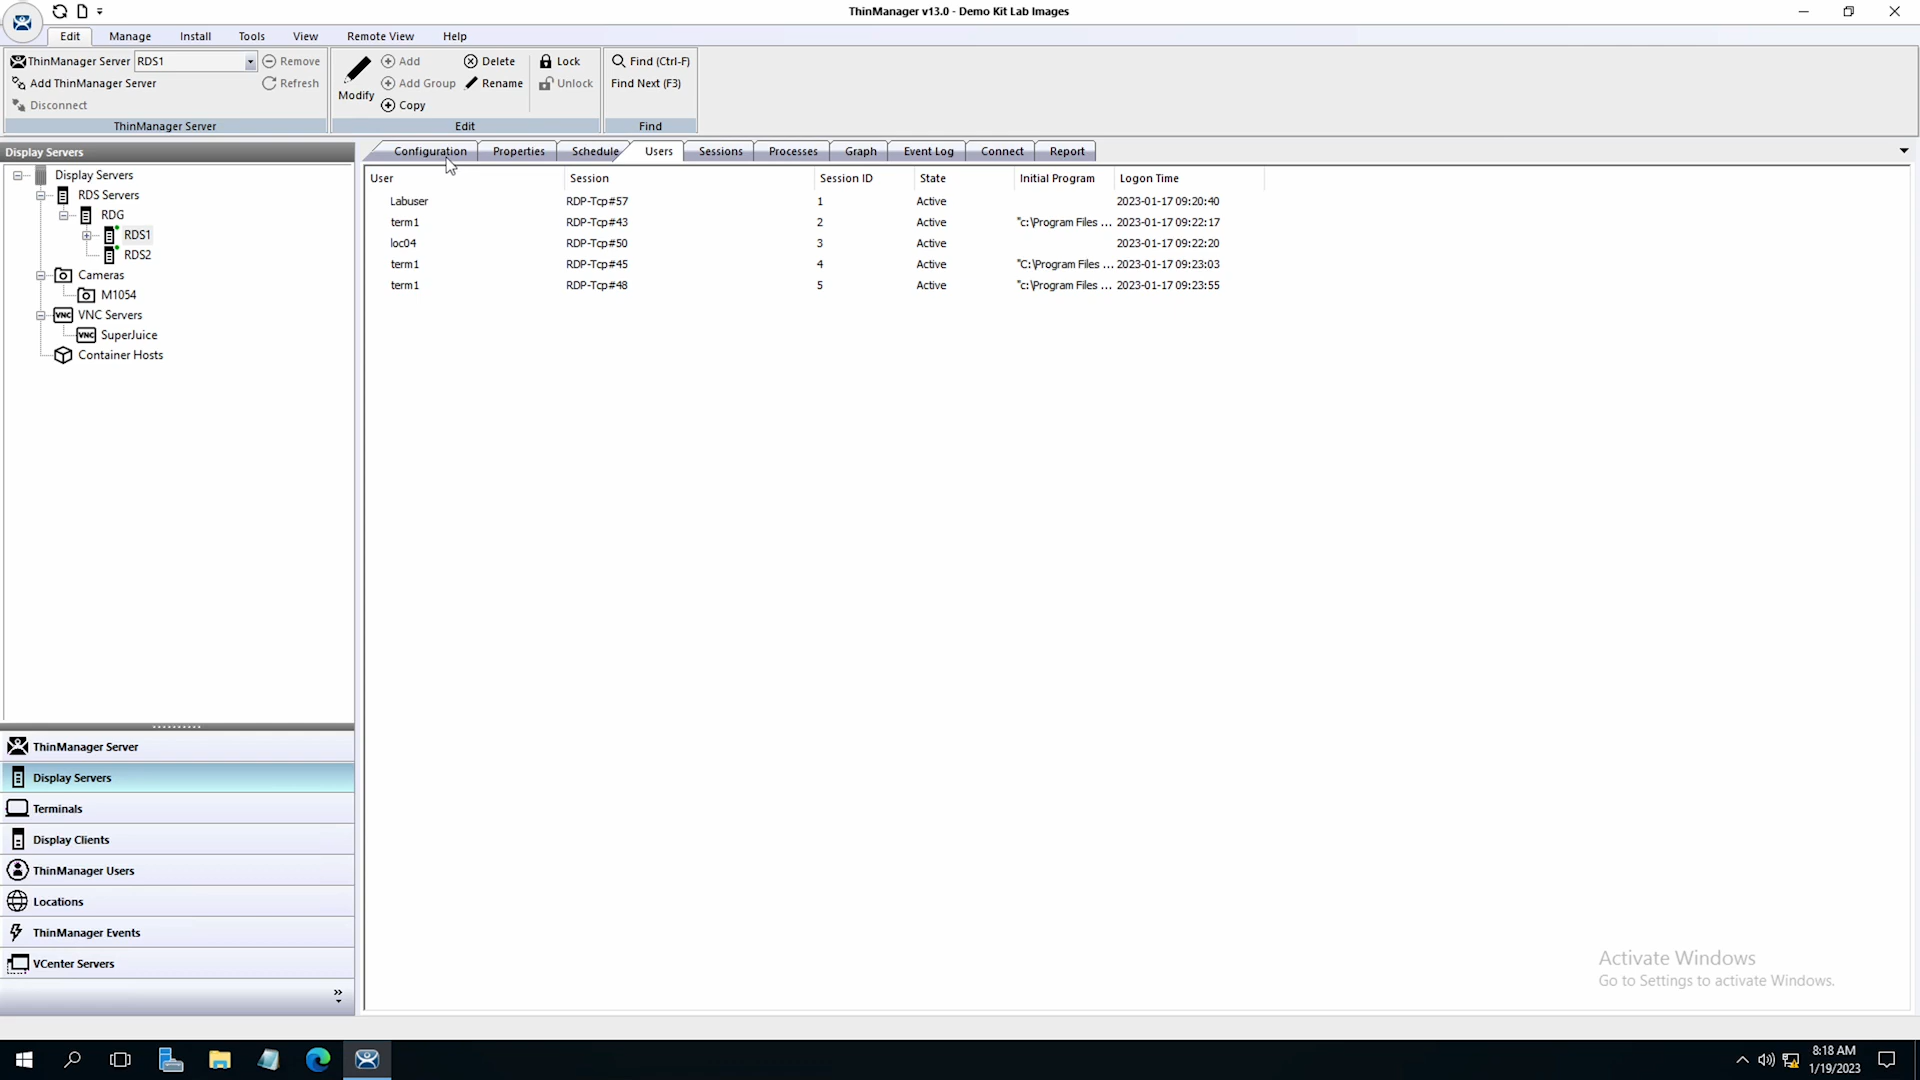 ThinManager v13.0 - Demo Kit Lab Images
Edit Manage Install Tools View Remote View Help
ThinManager Server RDS1 Remove
Add ThinManager Server Refresh
Disconnect
ThinManager Server
Modify
Add Delete Lock
Add Group Rename Unlock
Copy
Edit
Find (Ctrl-F)
Find Next (F3)
Find
Display Servers
Display Servers
RDS Servers
RDG
RDS1
RDS2
Cameras
M1054
VNC VNC Servers
VNC SuperJuice
Container Hosts
ThinManager Server
Display Servers
Terminals
Display Clients
ThinManager Users
Locations
ThinManager Events
VCenter Servers
Configuration Properties Schedule Users Sessions Processes Graph Event Log Connect Report
User Session Session ID State Initial Program Logon Time
Labuser RDP-Tcp#57 1 Active 2023-01-17 09:20:40
term1 RDP-Tcp#43 2 Active "c:\Program Files ... 2023-01-17 09:22:17
loc04 RDP-Tcp#50 3 Active 2023-01-17 09:22:20
term1 RDP-Tcp#45 4 Active "C:\Program Files ... 2023-01-17 09:23:03
term1 RDP-Tcp#48 5 Active "c:\Program Files ... 2023-01-17 09:23:55
Activate Windows
Go to Settings to activate Windows.
8:18 AM
1/19/2023